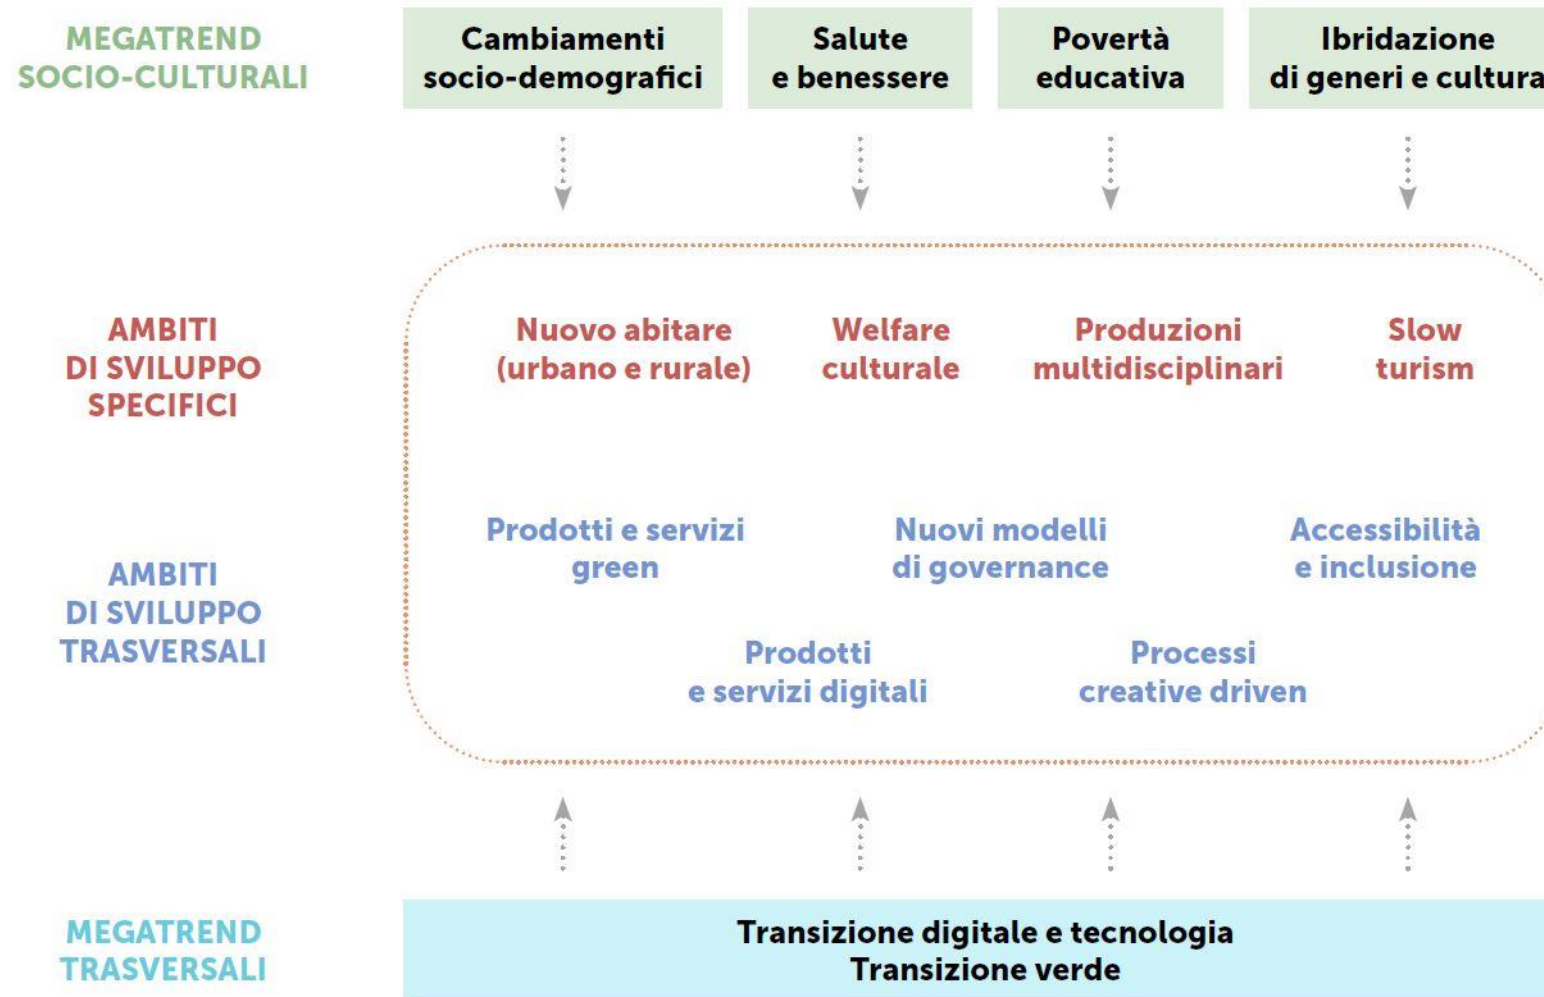 MEGATREND
SOCIO-CULTURALI
Cambiamenti
socio-demografici
Salute
e benessere
Povertà
educativa
Ibridazione
di generi e cultura
AMBITI
DI SVILUPPO
SPECIFICI
Nuovo abitare
(urbano e rurale)
Welfare
culturale
Produzioni
multidisciplinari
Slow
turism
AMBITI
DI SVILUPPO
TRASVERSALI
Prodotti e servizi
green
Nuovi modelli
di governance
Accessibilità
e inclusione
Prodotti
e servizi digitali
Processi
creative driven
MEGATREND
TRASVERSALI
Transizione digitale e tecnologia
Transizione verde